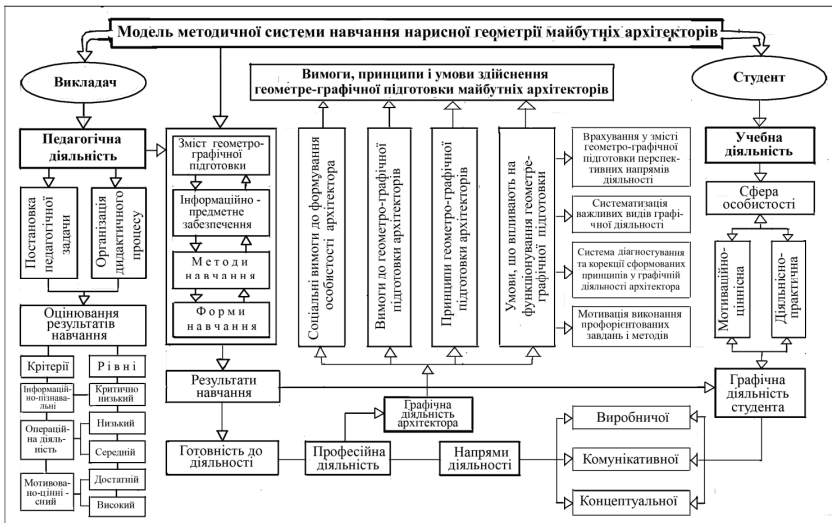 Модель методичної системи навчання нарисної геометрії майбутніх архітекторів
Викладач
Вимоги, принципи і умови здійснення
геометре-графічної підготовки майбутніх архітекторів
Студент
Педагогічна
діяльність
Постановка
педагогічної
задачи
Організація
дидактичного
процесу
Оцінювання
результатів
навчання
Крітерії
Рівні
Інформацій-
но-пізнаваль-
ні
Операцій-
на діяль-
ність
Мотивова-
но-цінні -
сний
Критично
низький
Низький
Середній
Достатній
Високий
Зміст геометро-
графічної
підготовки
Інформаційно -
предметне
забезпечення
Методи
навчання
Форми
навчання
Результати
навчання
Готовність до
діяльності
Соціальні вимоги до формування
особистості архітектора
Вимоги до геометро-графічної
підготовки архітекторів
Принципи геометро-графічної
підготовки архітекторів
Умови, що впливають на
функціонування геометре-
графічної підготовки
Врахування у змісті
геометро-графічної
підготовки перспек-
тивних напрямів
діяльності
Систематизація
важливих видів графі-
чної діяльності
Система діагностування
та корекції сформованих
принципів у графічній
діяльності архітектора
Мотивація виконання
профорієнтованих
завдань і методів
Графічна
діяльність
архітектора
Професійна
діяльність
Напрями
діяльності
Виробничої
Комунікативної
Концептуальної
Учебна
діяльність
Сфера
особистості
Мотиваційно-
ціннісна
Діяльнісно-
практична
Графічна
діяльність
студента